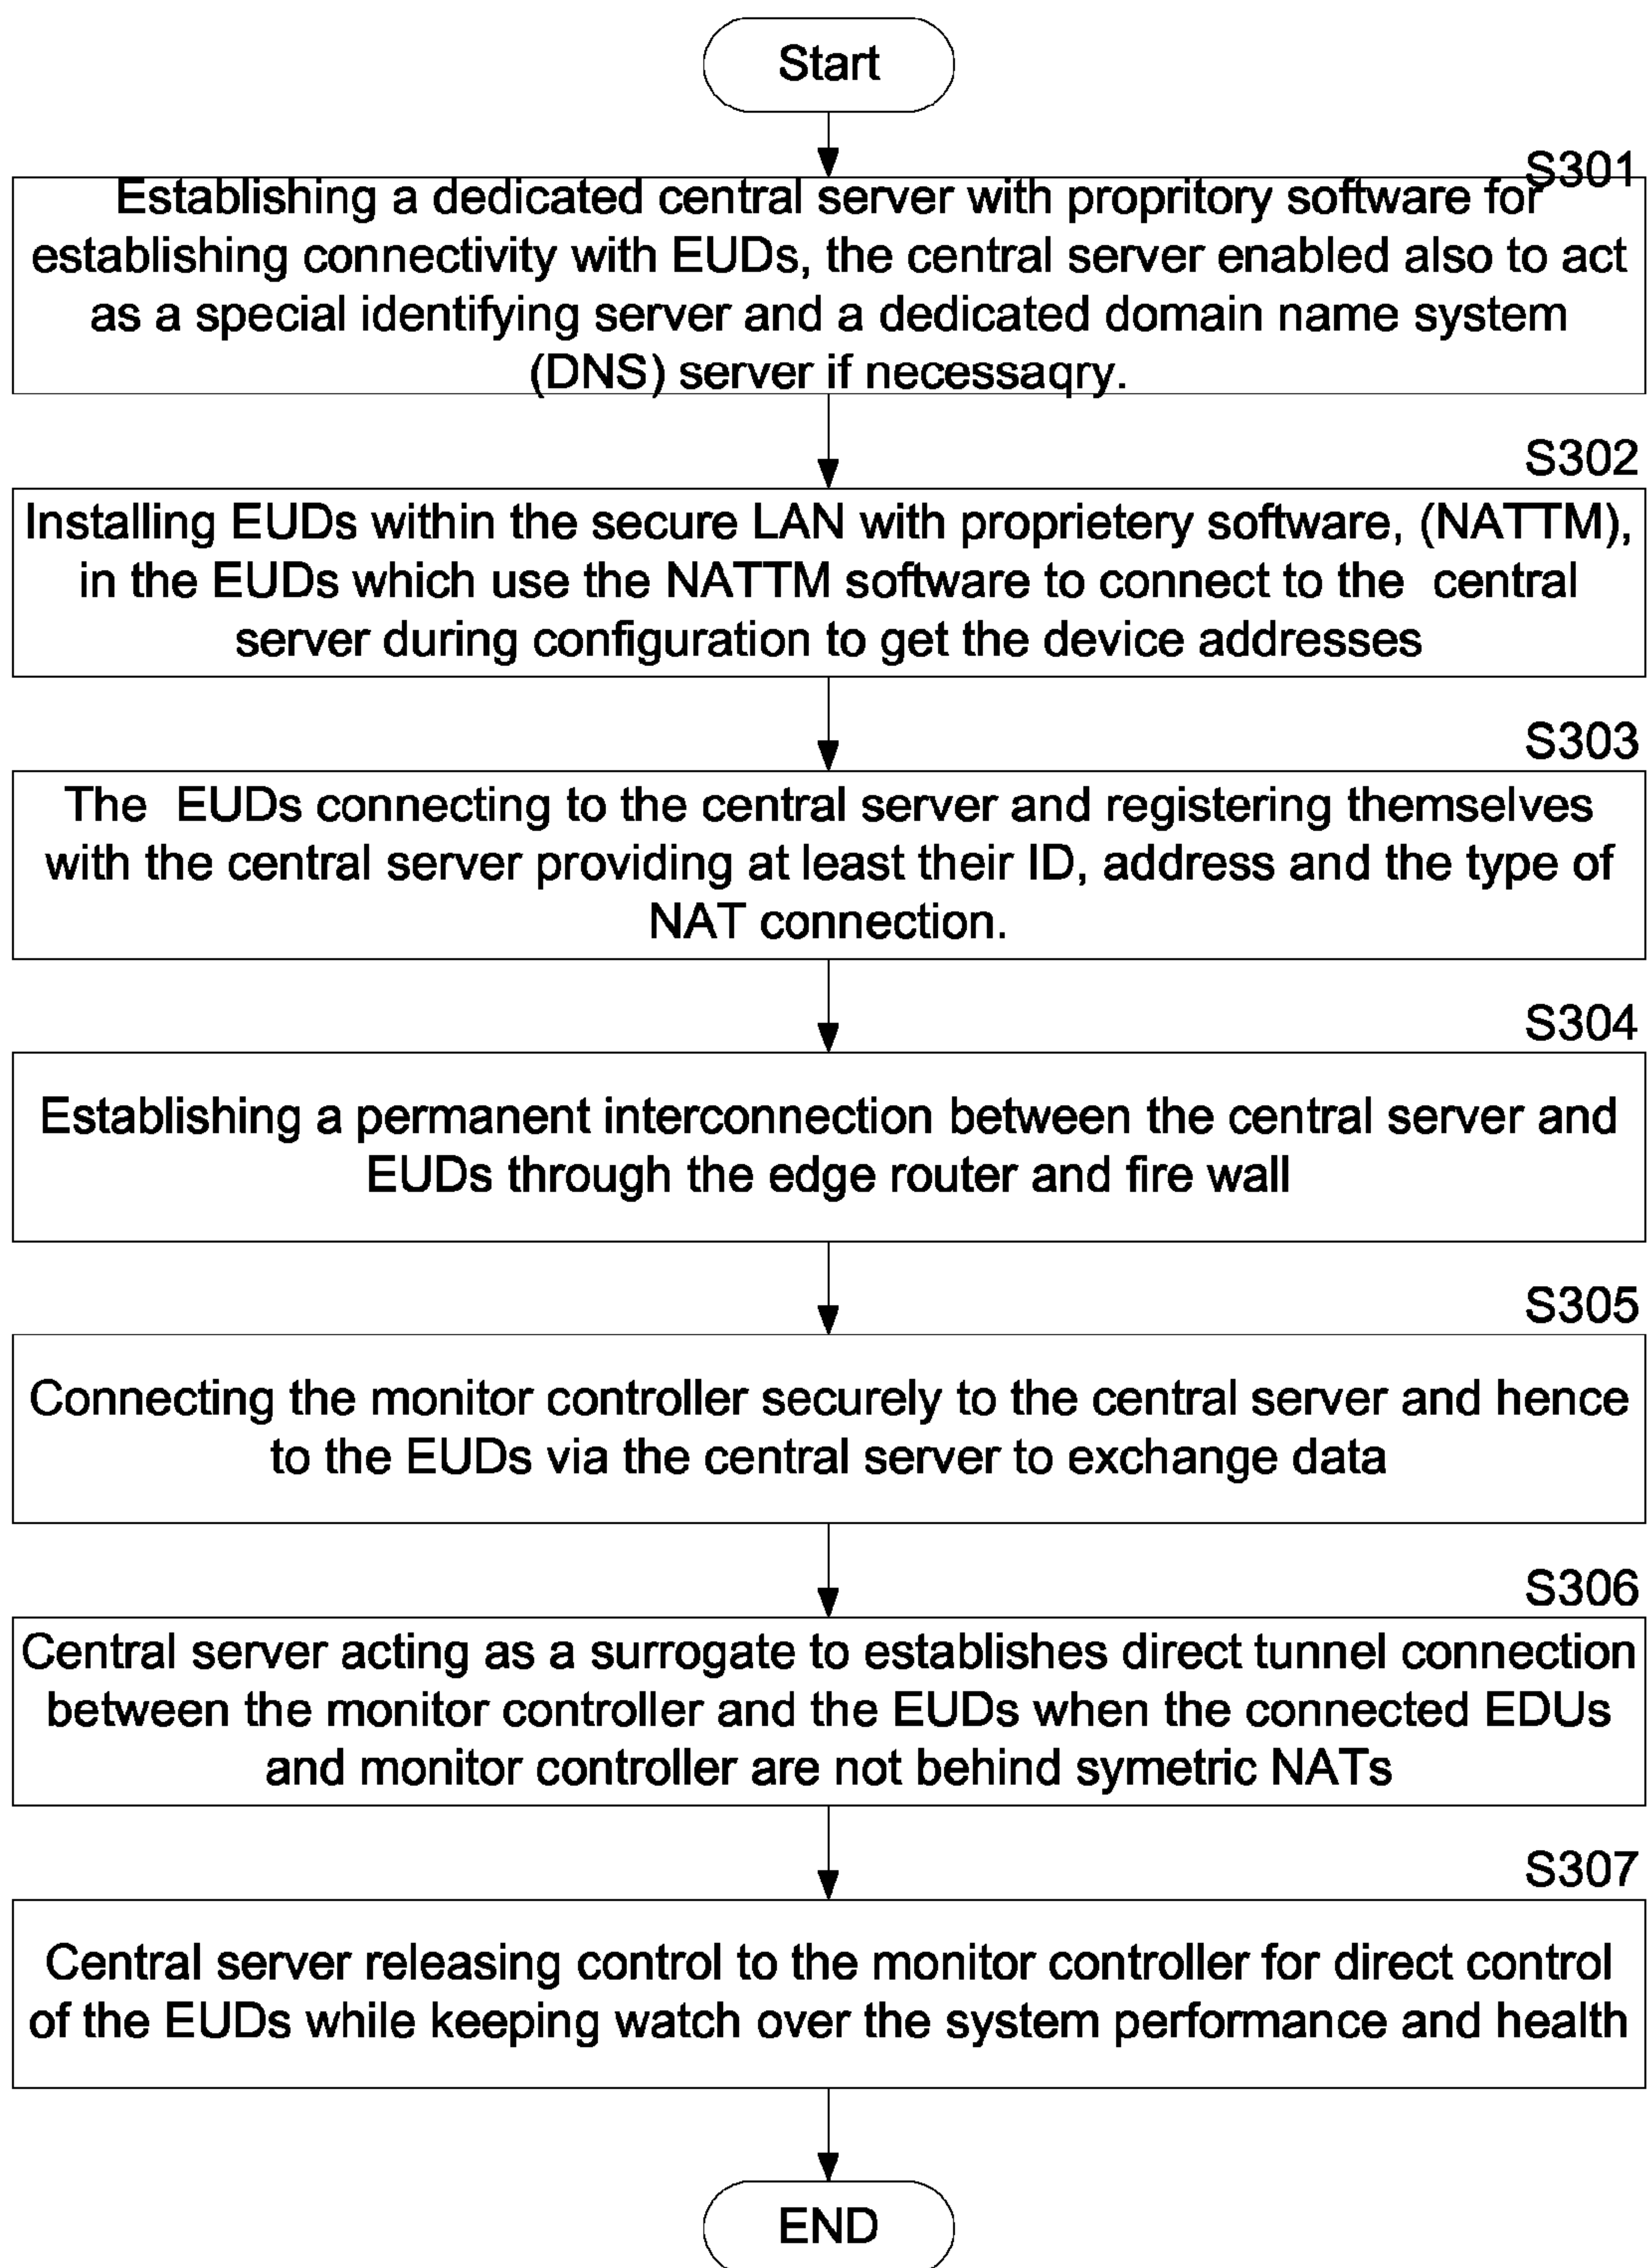 Start
S301
Establishing a dedicated central server with propritory software for
establishing connectivity with EUDs, the central server enabled also to act
as a special identifying server and a dedicated domain name system
(DNS) server if necessaqry.
S302
Installing EUDs within the secure LAN with proprietery software, (NATTM),
in the EUDs which use the NATTM software to connect to the central
server during configuration to get the device addresses
S303
The EUDs connecting to the central server and registering themselves
with the central server providing at least their ID, address and the type of
NAT connection.
S304
Establishing a permanent interconnection between the central server and
EUDs through the edge router and fire wall
S305
Connecting the monitor controller securely to the central server and hence
to the EUDs via the central server to exchange data
S306
Central server acting as a surrogate to establishes direct tunnel connection
between the monitor controller and the EUDs when the connected EDUs
and monitor controller are not behind symetric NATs
S307
Central server releasing control to the monitor controller for direct control
of the EUDs while keeping watch over the system performance and health
END